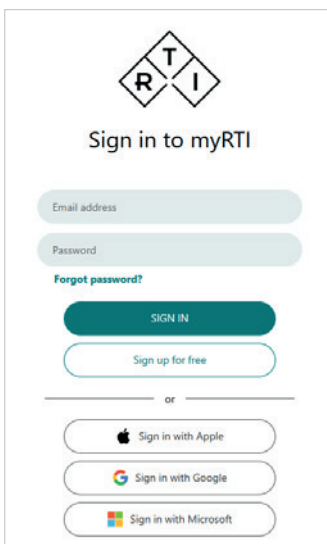 T
R I
Sign in to myRTI
Email address
Password
Forgot password?
SIGN IN
Sign up for free
or
Sign in with Apple
Sign in with Google
Sign in with Microsoft